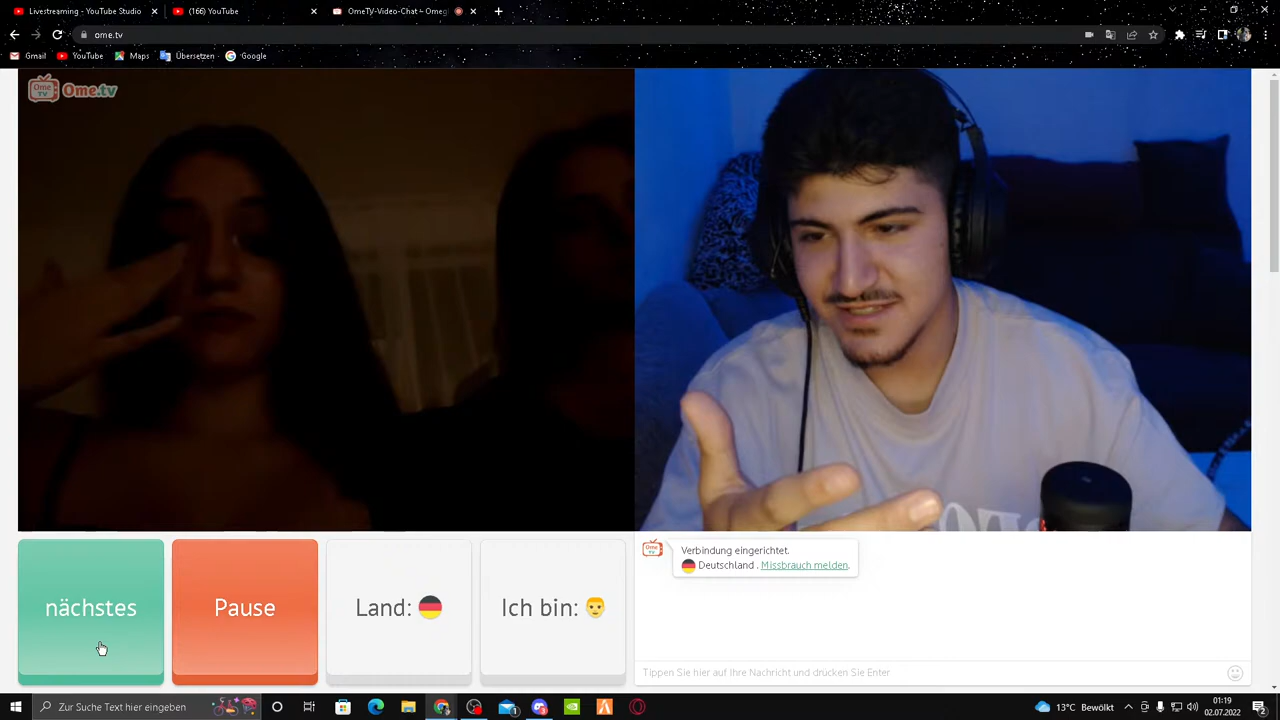 Livestreaming - YouTube Studio
(166) YouTube
OmeTV-Video-Chat – Omeg
ome.tv
Gmail
YouTube
Maps
Übersetzen
Google
Ome TV Ome.tv
Verbindung eingerichtet.
Deutschland . Missbrauch melden.
nächstes
Pause
Land:
Ich bin:
Tippen Sie hier auf Ihre Nachricht und drücken Sie Enter
Zur Suche Text hier eingeben
13°C Bewölkt
01:19
02.07.2022